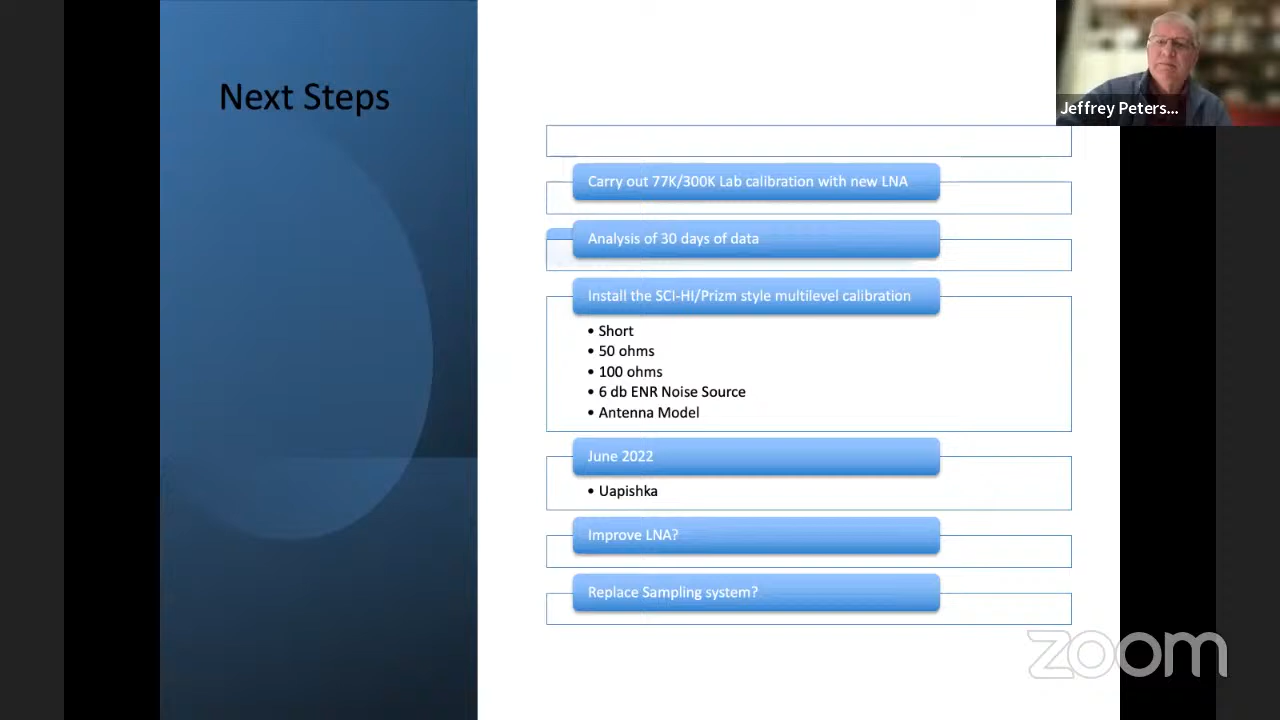 Next Steps
Jeffrey Peters...
Carry out 77K/300K Lab calibration with new LNA
Analysis of 30 days of data
Install the SCI-HI/Prizm style multilevel calibration
• Short
• 50 ohms
• 100 ohms
• 6 db ENR Noise Source
• Antenna Model
June 2022
• Uapishka
Improve LNA?
Replace Sampling system?
zoom